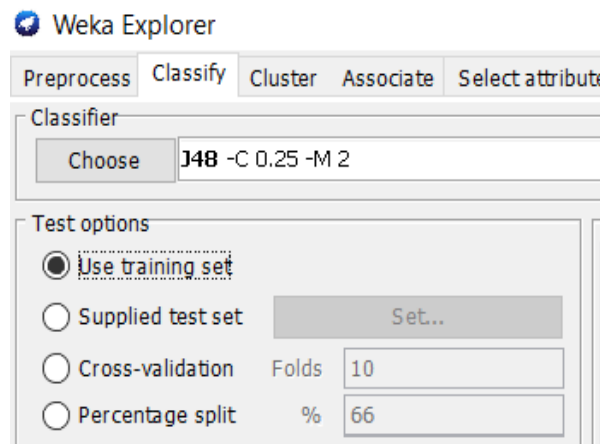 Weka Explorer
Preprocess Classify Cluster Associate Select attribute
Classifier
Choose J48 -C 0.25 -M 2
Test options
Use training set
Supplied test set Set...
Cross-validation Folds 10
Percentage split % 66